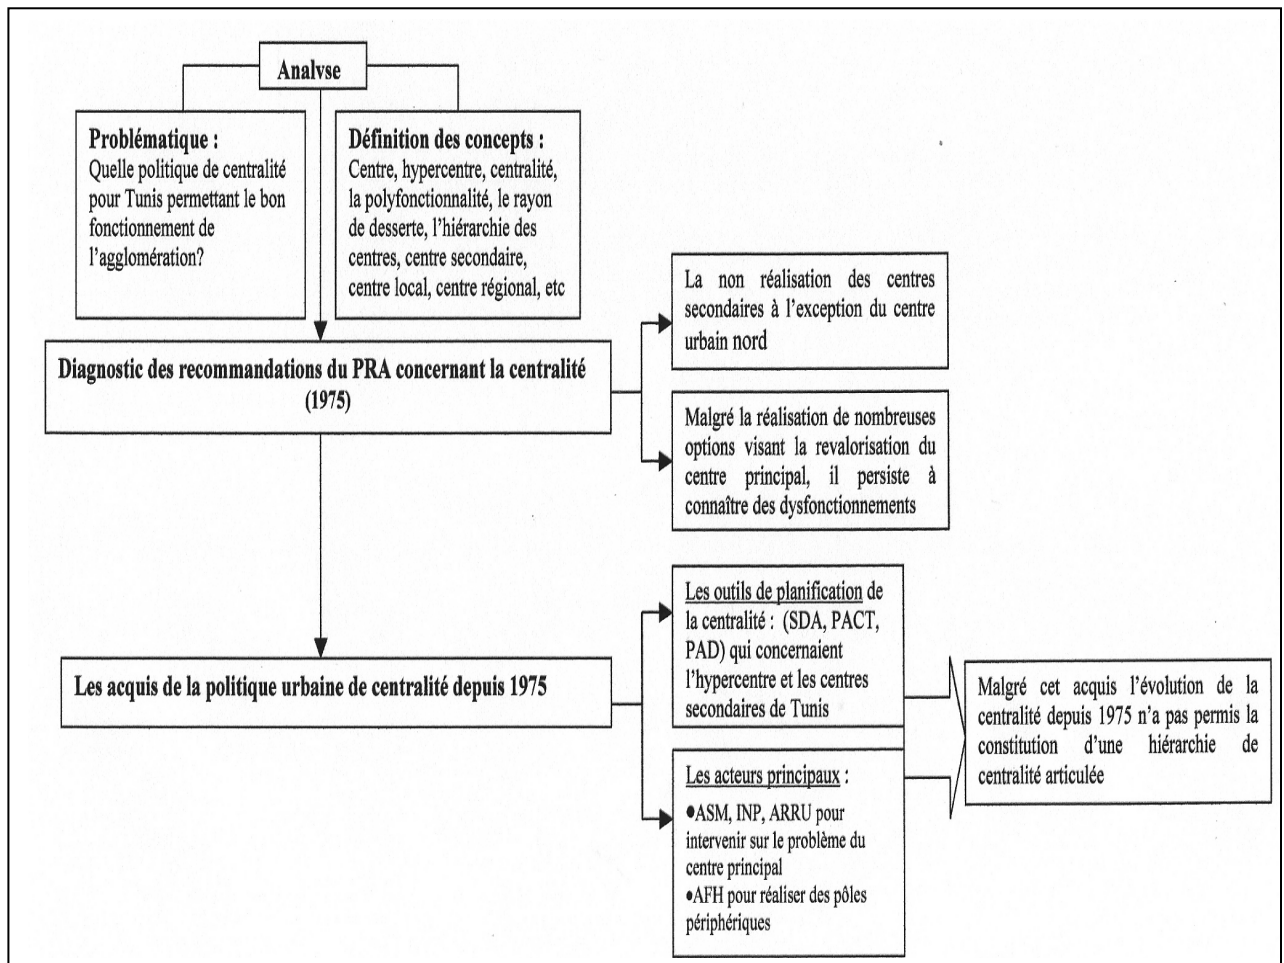 Analvse
Problématique :
Quelle politique de centralité
pour Tunis permettant le bon
fonctionnement de
l'agglomération?
Définition des concepts :
Centre, hypercentre, centralité,
la polyfonctionnalité, le rayon
de desserte, l'hiérarchie des
centres, centre secondaire,
centre local, centre régional, etc
La non réalisation des centres
secondaires à l'exception du centre
urbain nord
Diagnostic des recommandations du PRA concernant la centralité
(1975)
Malgré la réalisation de nombreuses
options visant la revalorisation du
centre principal, il persiste à
connaître des dysfonctionnements
Les outils de planification de
la centralité : (SDA, PACT,
PAD) qui concernaient
l'hypercentre et les centres
secondaires de Tunis
Les acquis de la politique urbaine de centralité depuis 1975
Malgré cet acquis l'évolution de la
centralité depuis 1975 n'a pas permis la
constitution d'une hiérarchie de
centralité articulée
Les acteurs principaux :
●ASM, INP, ARRU pour
intervenir sur le problème du
centre principal
●AFH pour réaliser des pôles
périphériques